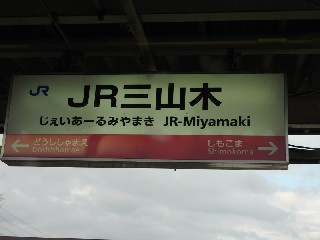 JR
JR三山木
じぇいあーるみやまき JR-Miyamaki
どうししゃまえ
Dōshishamae
しもこま
Shimokoma